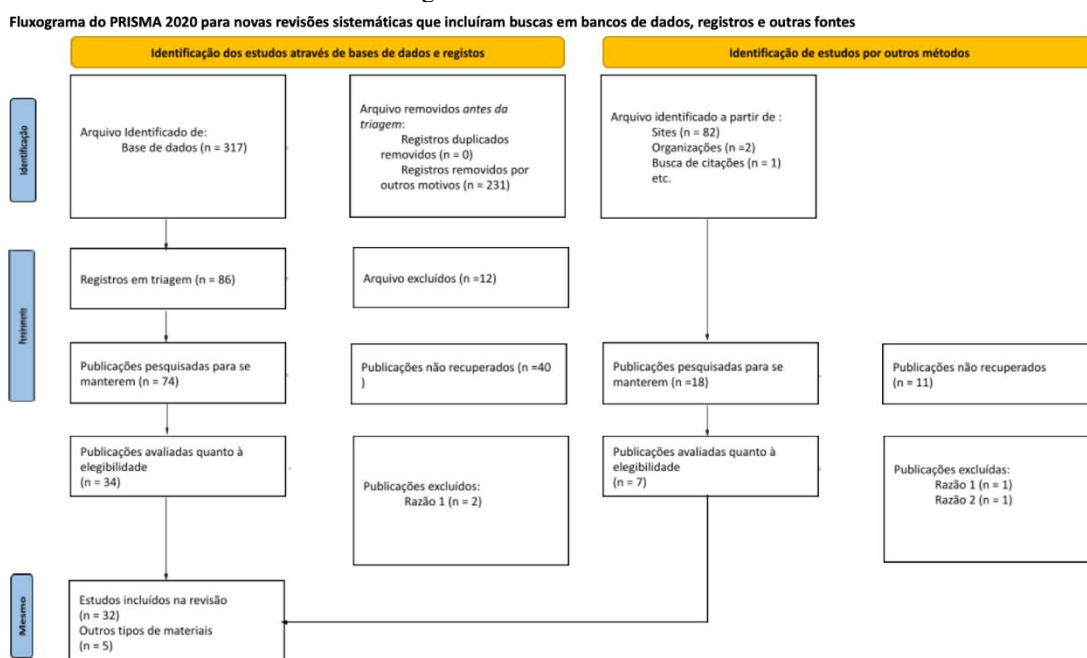 Fluxograma do PRISMA 2020 para novas revisões sistemáticas que incluíram buscas em bancos de dados, registros e outras fontes
Identificação dos estudos através de bases de dados e registos
Identificação de estudos por outros métodos
Identificação
Arquivo Identificado de:
Base de dados (n = 317)
Arquivo removidos antes da
triagem:
Registros duplicados
removidos (n = 0)
Registros removidos por
outros motivos (n = 231)
Arquivo identificado a partir de :
Sites (n = 82)
Organizações (n =2)
Busca de citações (n = 1)
etc.
Registros em triagem (n = 86)
Arquivo excluídos (n =12)
Publicações pesquisadas para se
manterem (n = 74)
Publicações não recuperados (n =40
)
Publicações pesquisadas para se
manterem (n =18)
Publicações não recuperados
(n = 11)
Publicações avaliadas quanto à
elegibilidade
(n = 34)
Publicações excluídos:
Razão 1 (n = 2)
Publicações avaliadas quanto à
elegibilidade
(n = 7)
Publicações excluídas:
Razão 1 (n = 1)
Razão 2 (n = 1)
Mesmo
Estudos incluídos na revisão
(n = 32)
Outros tipos de materiais
(n = 5)